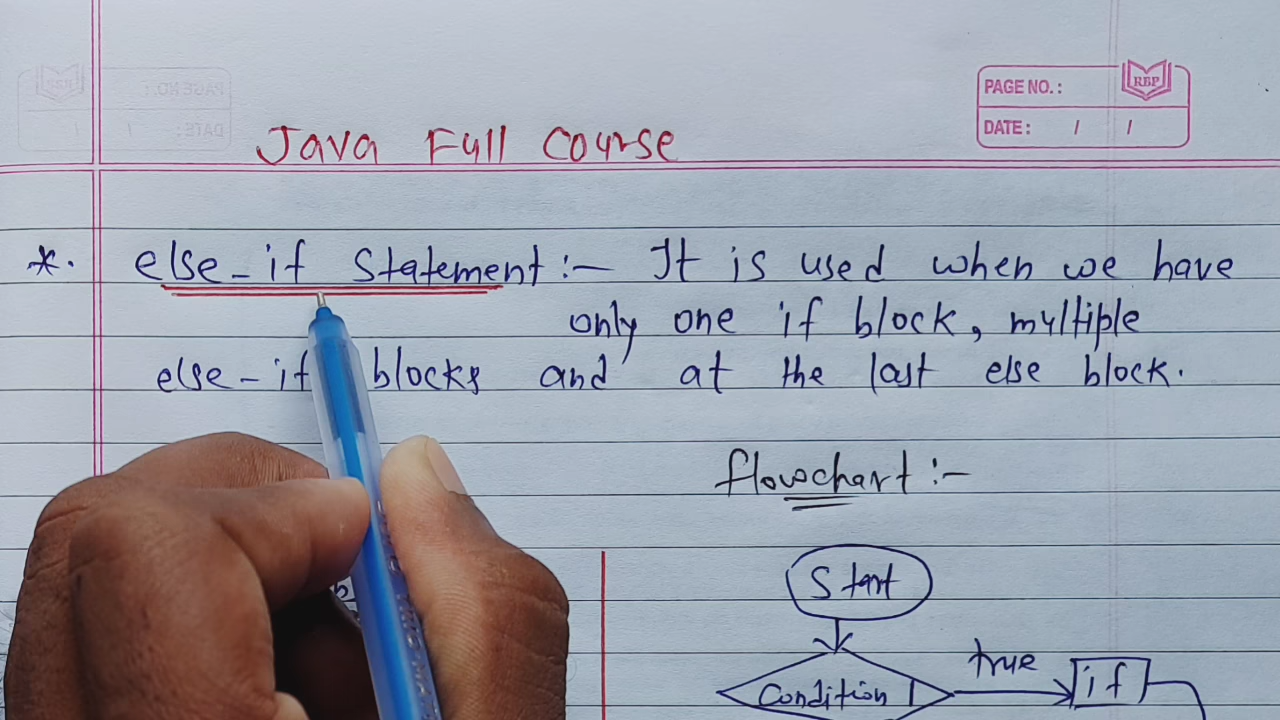 PAGE NO. :
RBP
DATE : / /
Java Full Course
*. else-if Statement :- It is used when we have
only one if block, multiple
else-if blocks and at the last else block.
flowchart :-
Start
true
Condition 1
if